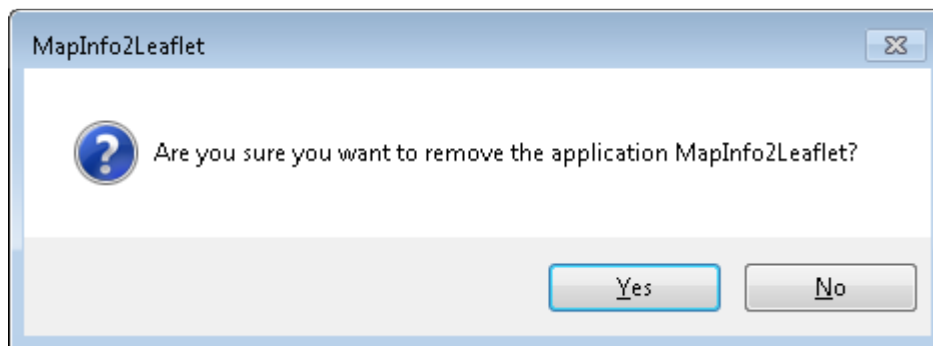 MapInfo2Leaflet
Are you sure you want to remove the application MapInfo2Leaflet?
Yes No